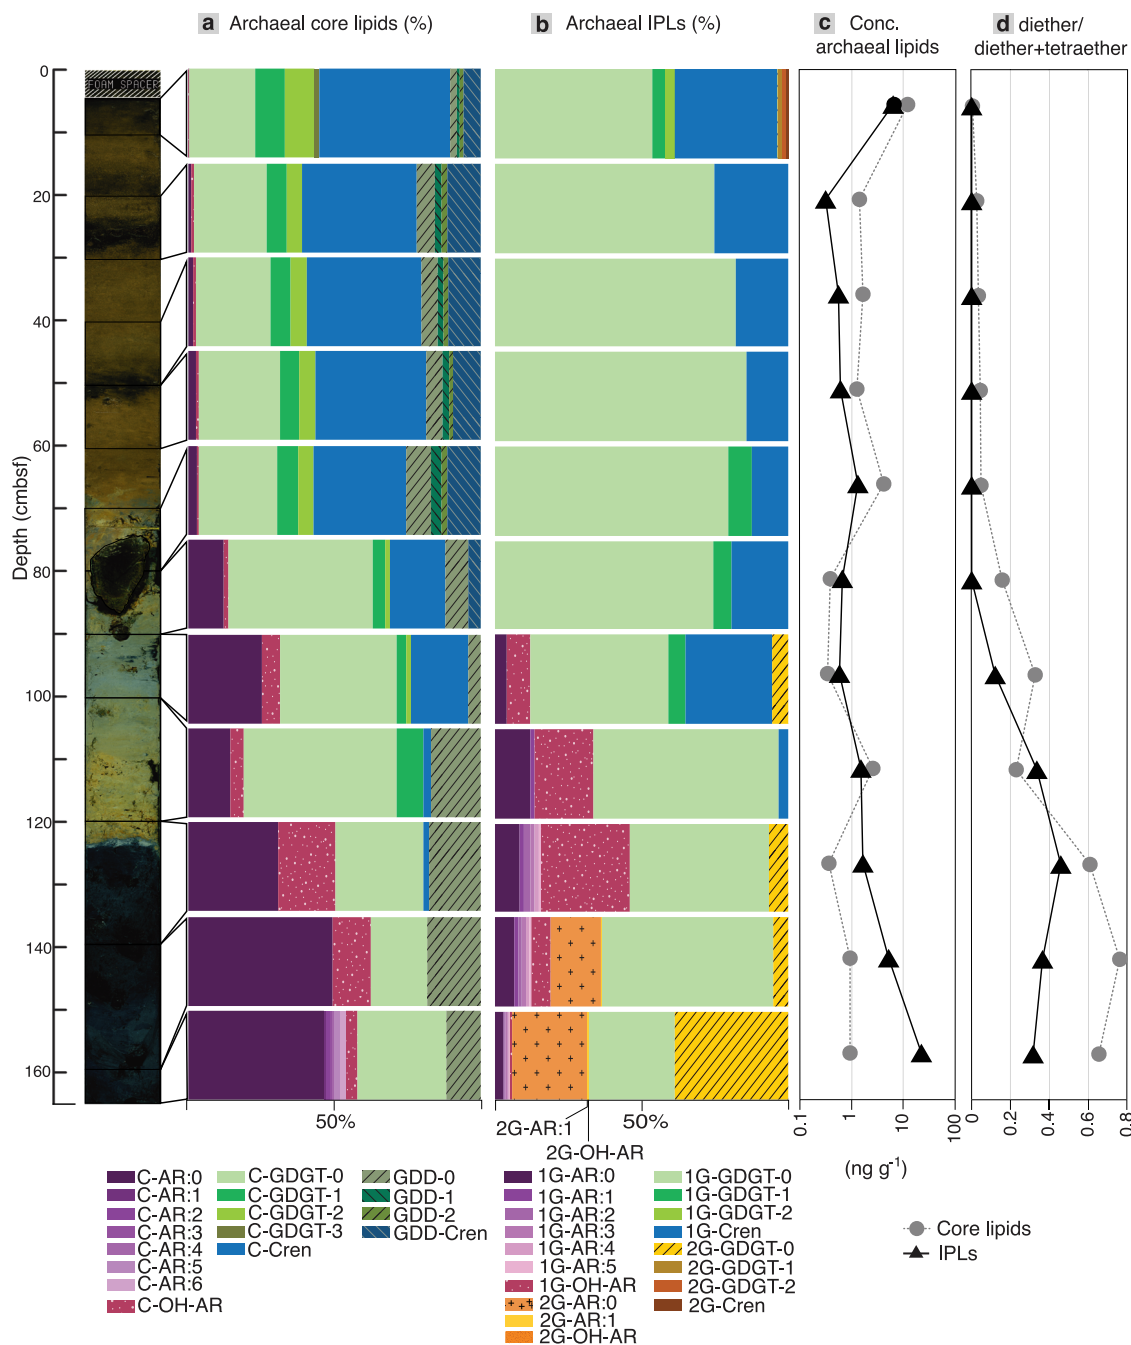 a Archaeal core lipids (%)
b Archaeal IPLs (%)
c Conc.
archaeal lipids
d diether/
diether+tetraether
FOAM SPACER
Depth (cmbsf)
0
20
40
60
80
100
120
140
160
50%
50%
2G-AR:1
2G-OH-AR
0.1
1
10
100
(ng g-1)
0
0.2
0.4
0.6
0.8
C-AR:0
C-AR:1
C-AR:2
C-AR:3
C-AR:4
C-AR:5
C-AR:6
C-OH-AR
C-GDGT-0
C-GDGT-1
C-GDGT-2
C-GDGT-3
C-Cren
GDD-0
GDD-1
GDD-2
GDD-Cren
1G-AR:0
1G-AR:1
1G-AR:2
1G-AR:3
1G-AR:4
1G-AR:5
1G-OH-AR
2G-AR:0
2G-AR:1
2G-OH-AR
1G-GDGT-0
1G-GDGT-1
1G-GDGT-2
1G-Cren
2G-GDGT-0
2G-GDGT-1
2G-GDGT-2
2G-Cren
Core lipids
IPLs